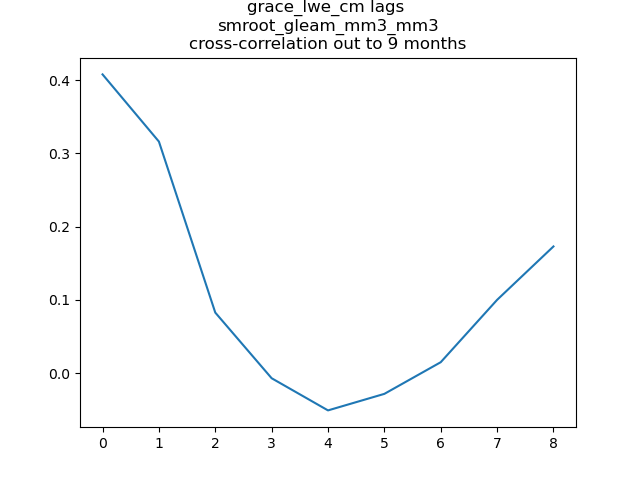 grace_lwe_cm lags
smroot_gleam_mm3_mm3
cross-correlation out to 9 months
0.4
0.3
0.2
0.1
0.0
0 1 2 3 4 5 6 7 8